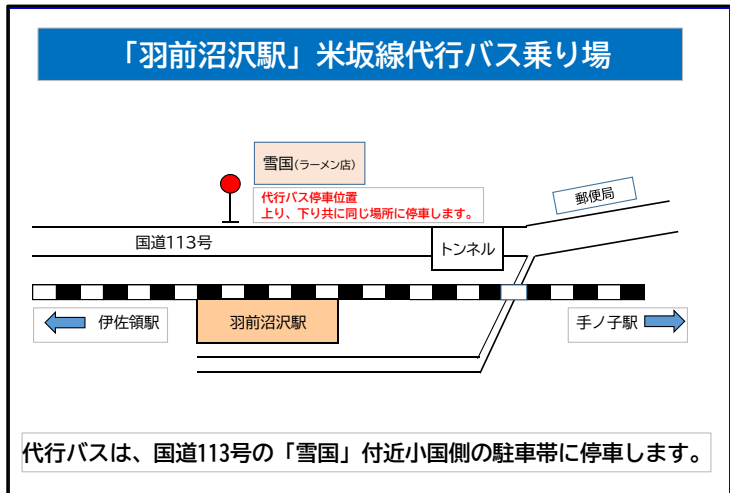 「羽前沼沢駅」米坂線代行バス乗り場
雪国(ラーメン店)
代行バス停車位置
上り、下り共に同じ場所に停車します。
郵便局
国道113号
トンネル
伊佐領駅
羽前沼沢駅
手ノ子駅
代行バスは、国道113号の「雪国」付近小国側の駐車帯に停車します。